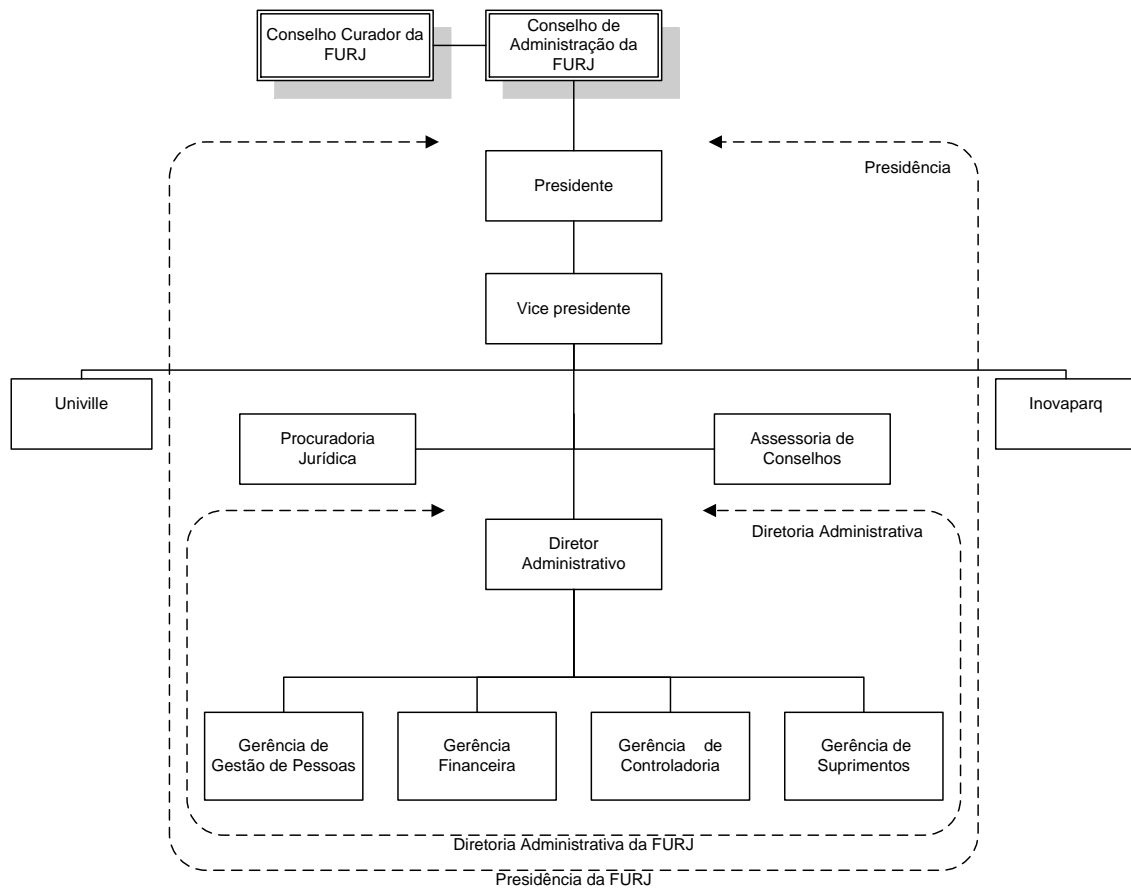 Conselho Curador da
FURJ
Conselho de
Administração da
FURJ
Presidência
Presidente
Vice presidente
Univille
Inovaparq
Procuradoria
Jurídica
Assessoria de
Conselhos
Diretoria Administrativa
Diretor
Administrativo
Gerência de
Gestão de Pessoas
Gerência
Financeira
Gerência de
Controladoria
Gerência de
Suprimentos
Diretoria Administrativa da FURJ
Presidência da FURJ